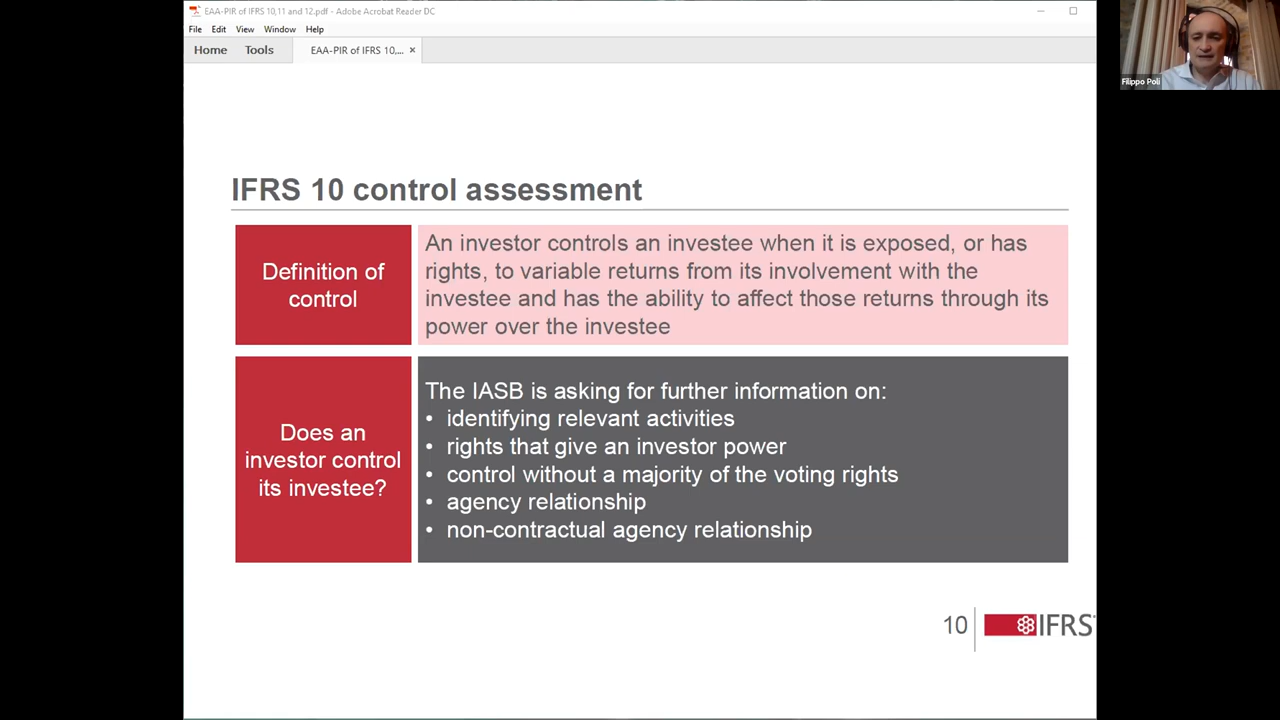 EAA-PIR of IFRS 10,11 and 12.pdf - Adobe Acrobat Reader DC
File Edit View Window Help
Home Tools EAA-PIR of IFRS 10,... ×
Filippo Poli
IFRS 10 control assessment
Definition of
control
An investor controls an investee when it is exposed, or has
rights, to variable returns from its involvement with the
investee and has the ability to affect those returns through its
power over the investee
Does an
investor control
its investee?
The IASB is asking for further information on:
• identifying relevant activities
• rights that give an investor power
• control without a majority of the voting rights
• agency relationship
• non-contractual agency relationship
10
IFRS